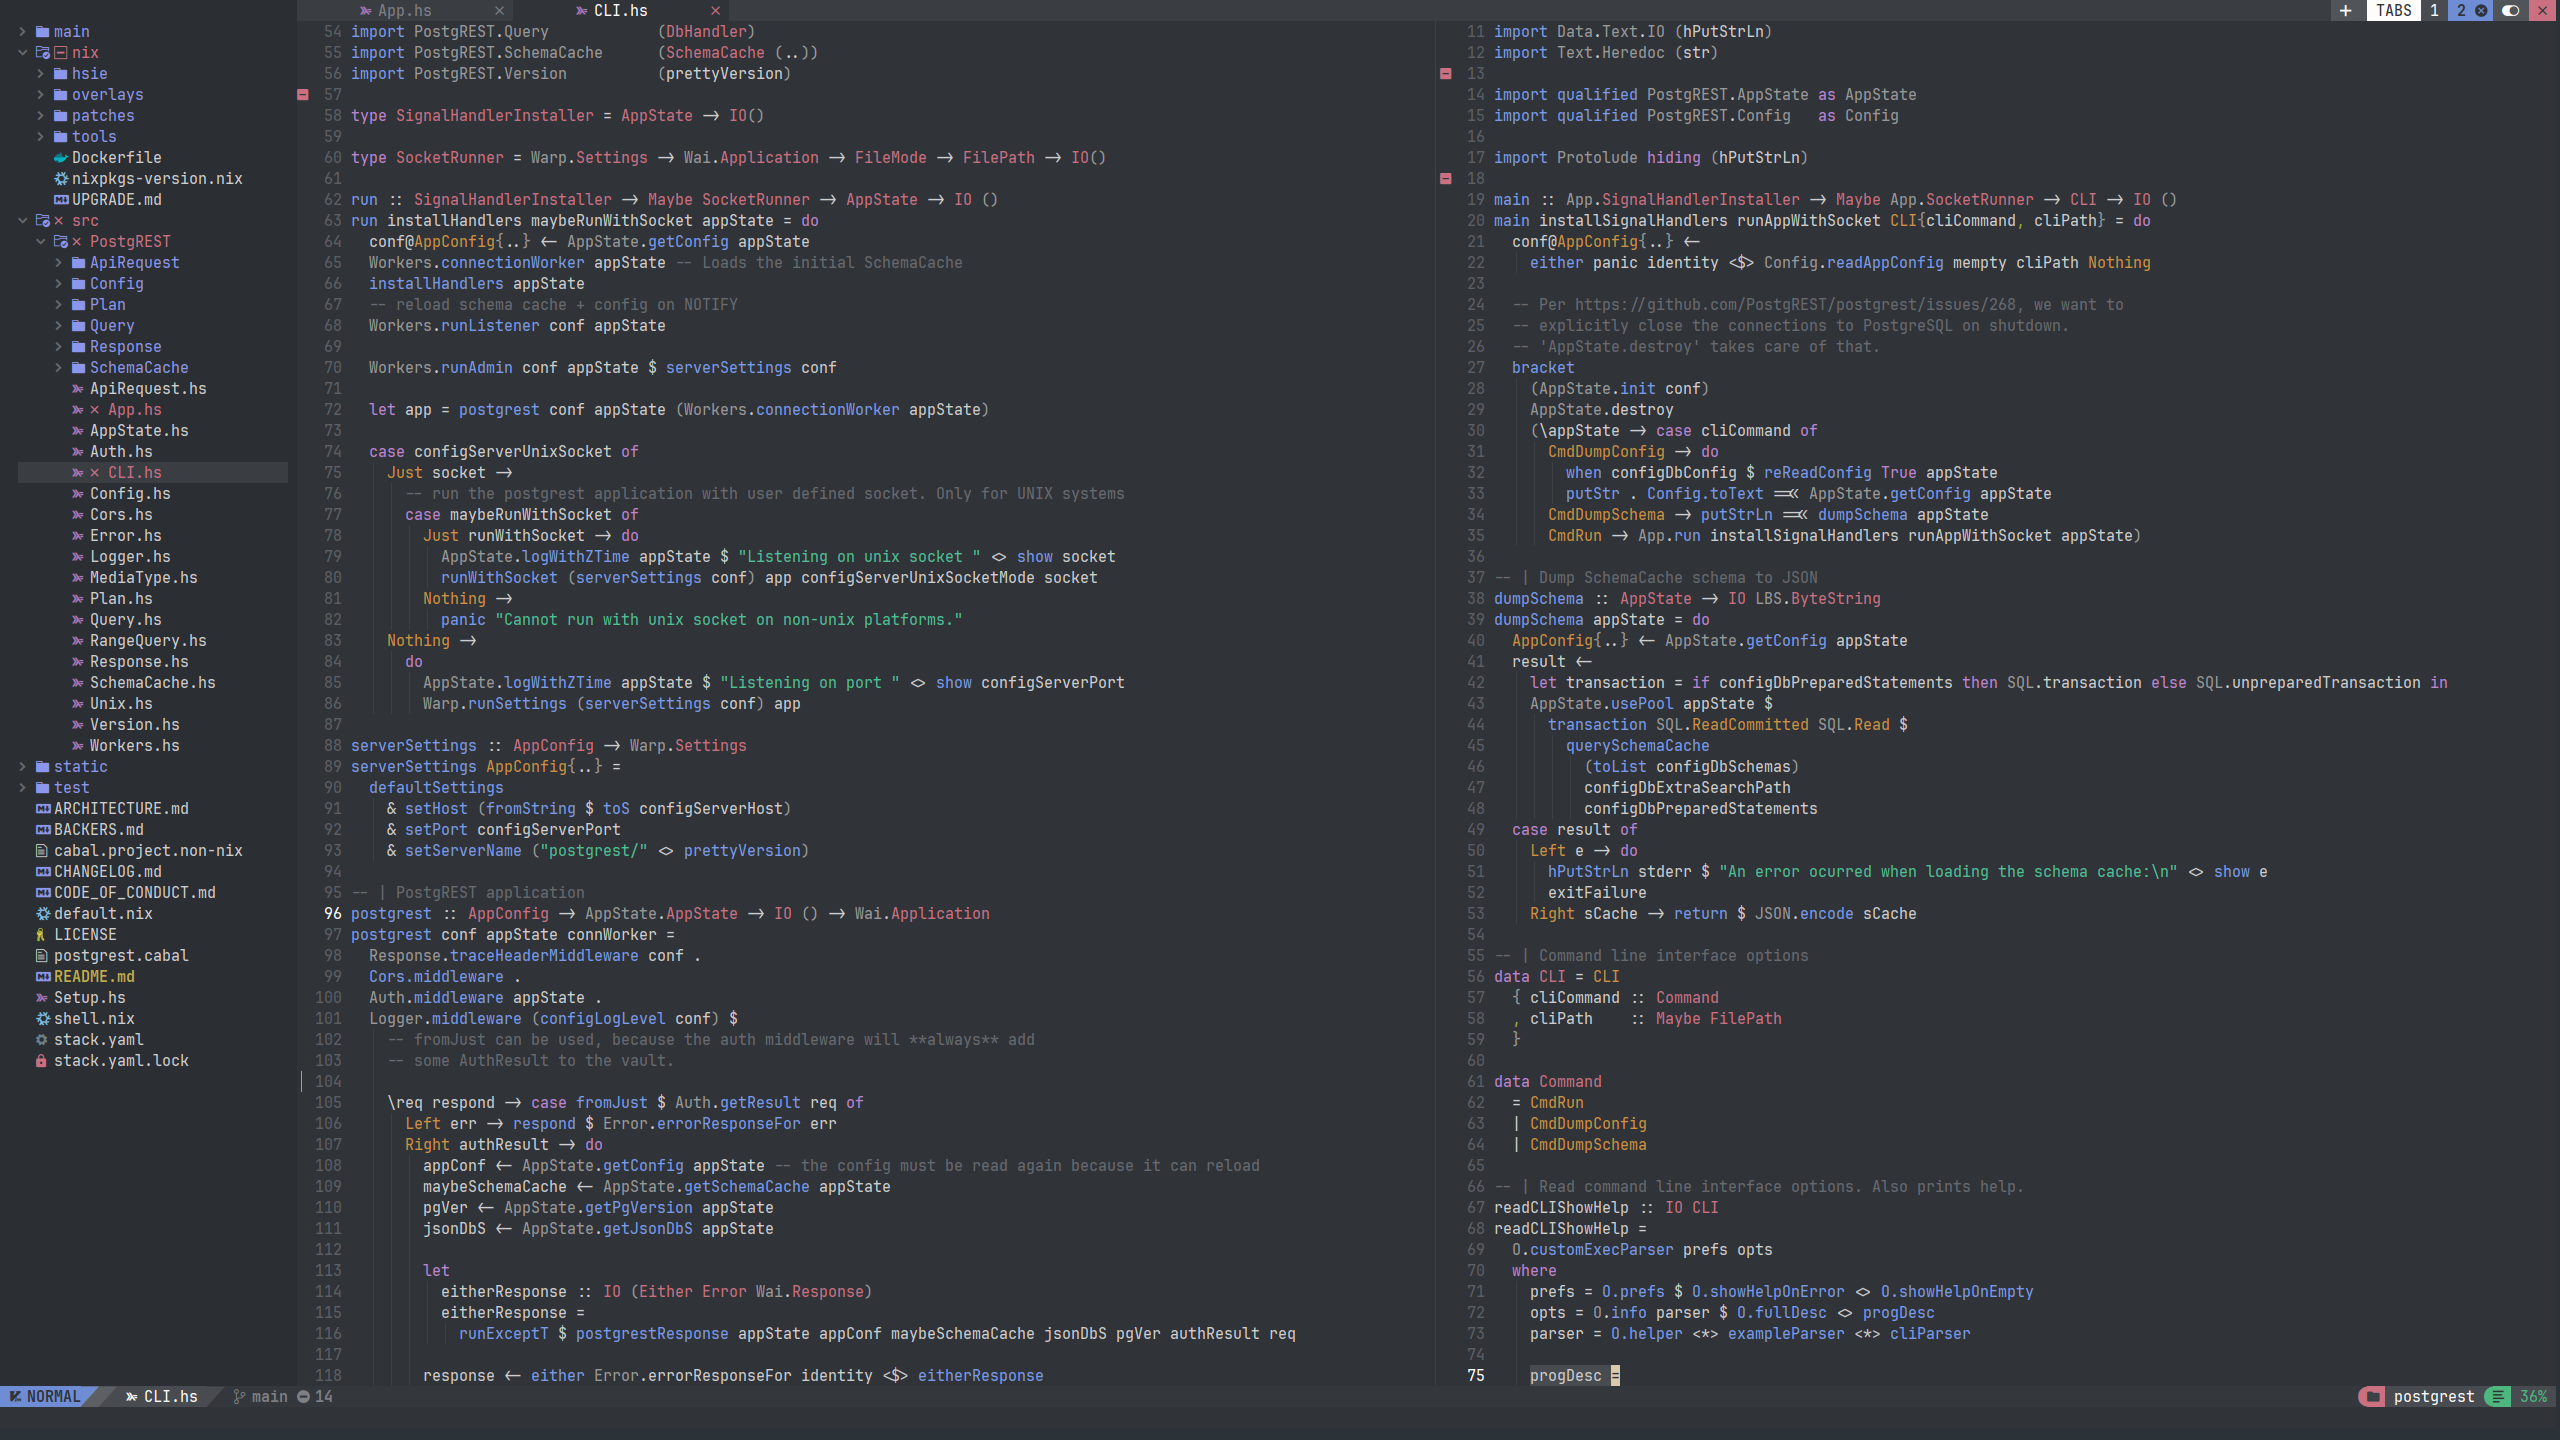 App.hs
CLI.hs
TABS 1 2
main
nix
hsie
overlays
patches
tools
Dockerfile
nixpkgs-version.nix
UPGRADE.md
src
PostgREST
ApiRequest
Config
Plan
Query
Response
SchemaCache
ApiRequest.hs
App.hs
AppState.hs
Auth.hs
CLI.hs
Config.hs
Cors.hs
Error.hs
Logger.hs
MediaType.hs
Plan.hs
Query.hs
RangeQuery.hs
Response.hs
SchemaCache.hs
Unix.hs
Version.hs
Workers.hs
static
test
ARCHITECTURE.md
BACKERS.md
cabal.project.non-nix
CHANGELOG.md
CODE_OF_CONDUCT.md
default.nix
LICENSE
postgrest.cabal
README.md
Setup.hs
shell.nix
stack.yaml
stack.yaml.lock
54 import PostgREST.Query            (DbHandler)
55 import PostgREST.SchemaCache      (SchemaCache (..))
56 import PostgREST.Version          (prettyVersion)
57
58 type SignalHandlerInstaller = AppState -> IO()
59
60 type SocketRunner = Warp.Settings -> Wai.Application -> FileMode -> FilePath -> IO()
61
62 run :: SignalHandlerInstaller -> Maybe SocketRunner -> AppState -> IO ()
63 run installHandlers maybeRunWithSocket appState = do
64   conf@AppConfig{..} <- AppState.getConfig appState
65   Workers.connectionWorker appState -- Loads the initial SchemaCache
66   installHandlers appState
67   -- reload schema cache + config on NOTIFY
68   Workers.runListener conf appState
69
70   Workers.runAdmin conf appState $ serverSettings conf
71
72   let app = postgrest conf appState (Workers.connectionWorker appState)
73
74   case configServerUnixSocket of
75     Just socket ->
76       -- run the postgrest application with user defined socket. Only for UNIX systems
77       case maybeRunWithSocket of
78         Just runWithSocket -> do
79           AppState.logWithZTime appState $ "Listening on unix socket " <> show socket
80           runWithSocket (serverSettings conf) app configServerUnixSocketMode socket
81         Nothing ->
82           panic "Cannot run with unix socket on non-unix platforms."
83     Nothing ->
84       do
85         AppState.logWithZTime appState $ "Listening on port " <> show configServerPort
86         Warp.runSettings (serverSettings conf) app
87
88 serverSettings :: AppConfig -> Warp.Settings
89 serverSettings AppConfig{..} =
90   defaultSettings
91     & setHost (fromString $ toS configServerHost)
92     & setPort configServerPort
93     & setServerName ("postgrest/" <> prettyVersion)
94
95 -- | PostgREST application
96 postgrest :: AppConfig -> AppState.AppState -> IO () -> Wai.Application
97 postgrest conf appState connWorker =
98   Response.traceHeaderMiddleware conf .
99   Cors.middleware .
100   Auth.middleware appState .
101   Logger.middleware (configLogLevel conf) $
102     -- fromJust can be used, because the auth middleware will **always** add
103     -- some AuthResult to the vault.
104
105     \req respond -> case fromJust $ Auth.getResult req of
106       Left err -> respond $ Error.errorResponseFor err
107       Right authResult -> do
108         appConf <- AppState.getConfig appState -- the config must be read again because it can reload
109         maybeSchemaCache <- AppState.getSchemaCache appState
110         pgVer <- AppState.getPgVersion appState
111         jsonDbS <- AppState.getJsonDbS appState
112
113         let
114           eitherResponse :: IO (Either Error Wai.Response)
115           eitherResponse =
116             runExceptT $ postgrestResponse appState appConf maybeSchemaCache jsonDbS pgVer authResult req
117
118         response <- either Error.errorResponseFor identity <$> eitherResponse
11 import Data.Text.IO (hPutStrLn)
12 import Text.Heredoc (str)
13
14 import qualified PostgREST.AppState as AppState
15 import qualified PostgREST.Config   as Config
16
17 import Protolude hiding (hPutStrLn)
18
19 main :: App.SignalHandlerInstaller -> Maybe App.SocketRunner -> CLI -> IO ()
20 main installSignalHandlers runAppWithSocket CLI{cliCommand, cliPath} = do
21   conf@AppConfig{..} <-
22     either panic identity <$> Config.readAppConfig mempty cliPath Nothing
23
24   -- Per https://github.com/PostgREST/postgrest/issues/268, we want to
25   -- explicitly close the connections to PostgreSQL on shutdown.
26   -- 'AppState.destroy' takes care of that.
27   bracket
28     (AppState.init conf)
29     AppState.destroy
30     (\appState -> case cliCommand of
31       CmdDumpConfig -> do
32         when configDbConfig $ reReadConfig True appState
33         putStr . Config.toText =<< AppState.getConfig appState
34       CmdDumpSchema -> putStrLn =<< dumpSchema appState
35       CmdRun -> App.run installSignalHandlers runAppWithSocket appState)
36
37 -- | Dump SchemaCache schema to JSON
38 dumpSchema :: AppState -> IO LBS.ByteString
39 dumpSchema appState = do
40   AppConfig{..} <- AppState.getConfig appState
41   result <-
42     let transaction = if configDbPreparedStatements then SQL.transaction else SQL.unpreparedTransaction in
43     AppState.usePool appState $
44       transaction SQL.ReadCommitted SQL.Read $
45         querySchemaCache
46           (toList configDbSchemas)
47           configDbExtraSearchPath
48           configDbPreparedStatements
49   case result of
50     Left e -> do
51       hPutStrLn stderr $ "An error ocurred when loading the schema cache:\n" <> show e
52       exitFailure
53     Right sCache -> return $ JSON.encode sCache
54
55 -- | Command line interface options
56 data CLI = CLI
57   { cliCommand :: Command
58   , cliPath    :: Maybe FilePath
59   }
60
61 data Command
62   = CmdRun
63   | CmdDumpConfig
64   | CmdDumpSchema
65
66 -- | Read command line interface options. Also prints help.
67 readCLIShowHelp :: IO CLI
68 readCLIShowHelp =
69   O.customExecParser prefs opts
70   where
71     prefs = O.prefs $ O.showHelpOnError <> O.showHelpOnEmpty
72     opts = O.info parser $ O.fullDesc <> progDesc
73     parser = O.helper <*> exampleParser <*> cliParser
74
75     progDesc =
NORMAL CLI.hs main 14 postgrest 36%